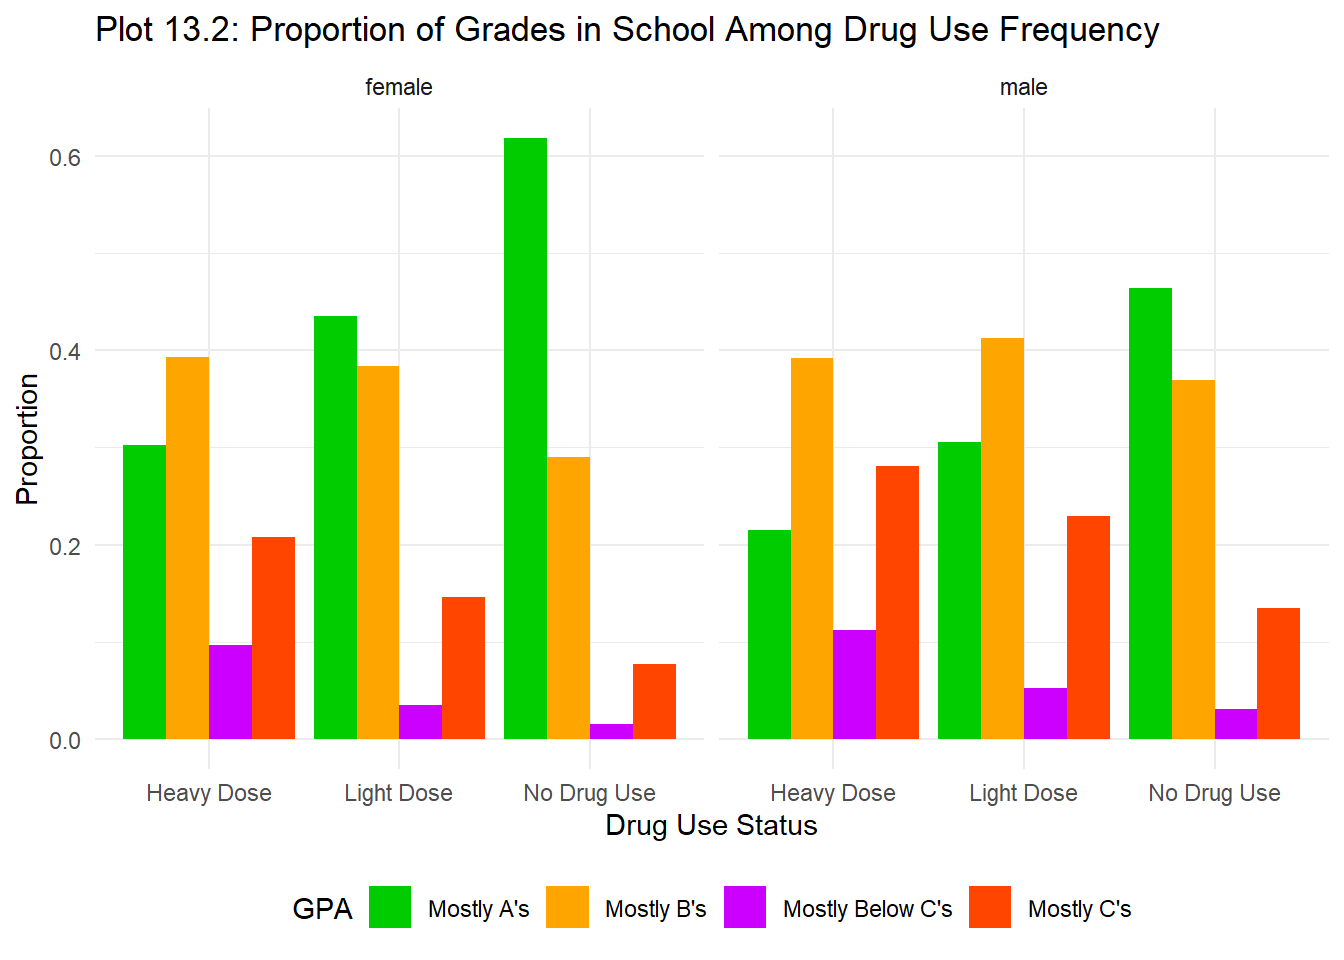 Plot 13.2: Proportion of Grades in School Among Drug Use Frequency
female male
0.6
0.4
0.2
0.0
Proportion
Heavy Dose Light Dose No Drug Use Heavy Dose Light Dose No Drug Use
Drug Use Status
GPA Mostly A's Mostly B's Mostly Below C's Mostly C's